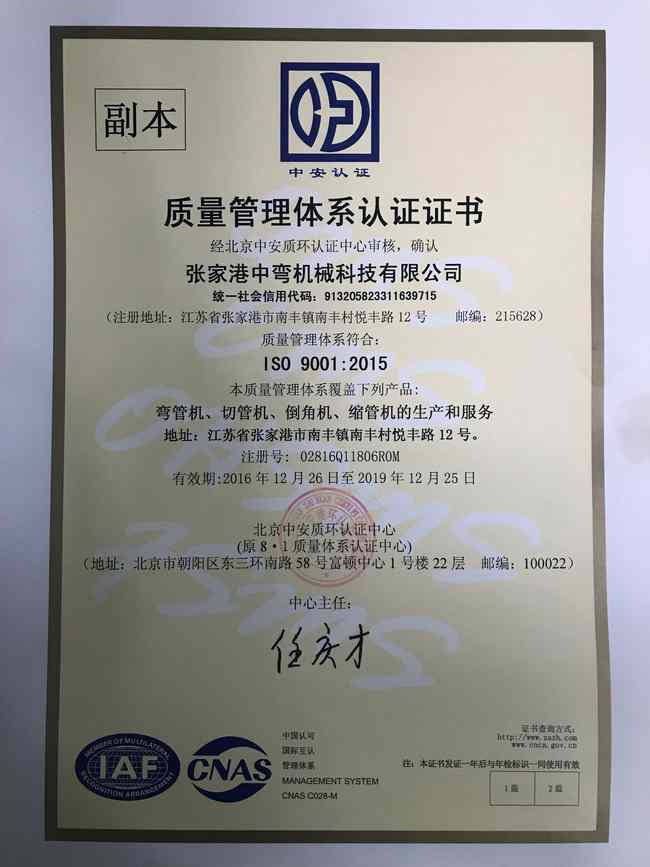 副本
中安认证
质量管理体系认证证书
经北京中安质环认证中心审核，确认
张家港中弯机械科技有限公司
统一社会信用代码：913205823311639715
（注册地址：江苏省张家港市南丰镇南丰村悦丰路12号 邮编：215628）
质量管理体系符合：
ISO 9001:2015
本质量管理体系覆盖下列产品：
弯管机、切管机、倒角机、缩管机的生产和服务
地址：江苏省张家港市南丰镇南丰村悦丰路12号。
注册号: 02816Q11806R0M
有效期:2016年12月26日至2019年12月25日
北京中安质环认证中心
(原8·1质量体系认证中心)
（地址：北京市朝阳区东三环南路58号富顿中心1号楼22层 邮编：100022）
中心主任：
任庆才
MEMBER OF MULTILATERAL
IAF
RECOGNITION ARRANGEMENT
CNAS
中国认可
国际互认
管理体系
MANAGEMENT SYSTEM
CNAS C028-M
证书查询方式：
http://www.zazh.com
www.cnca.gov.cn
注：本证书发证一年后与年检标识一同使用有效
1监
2监